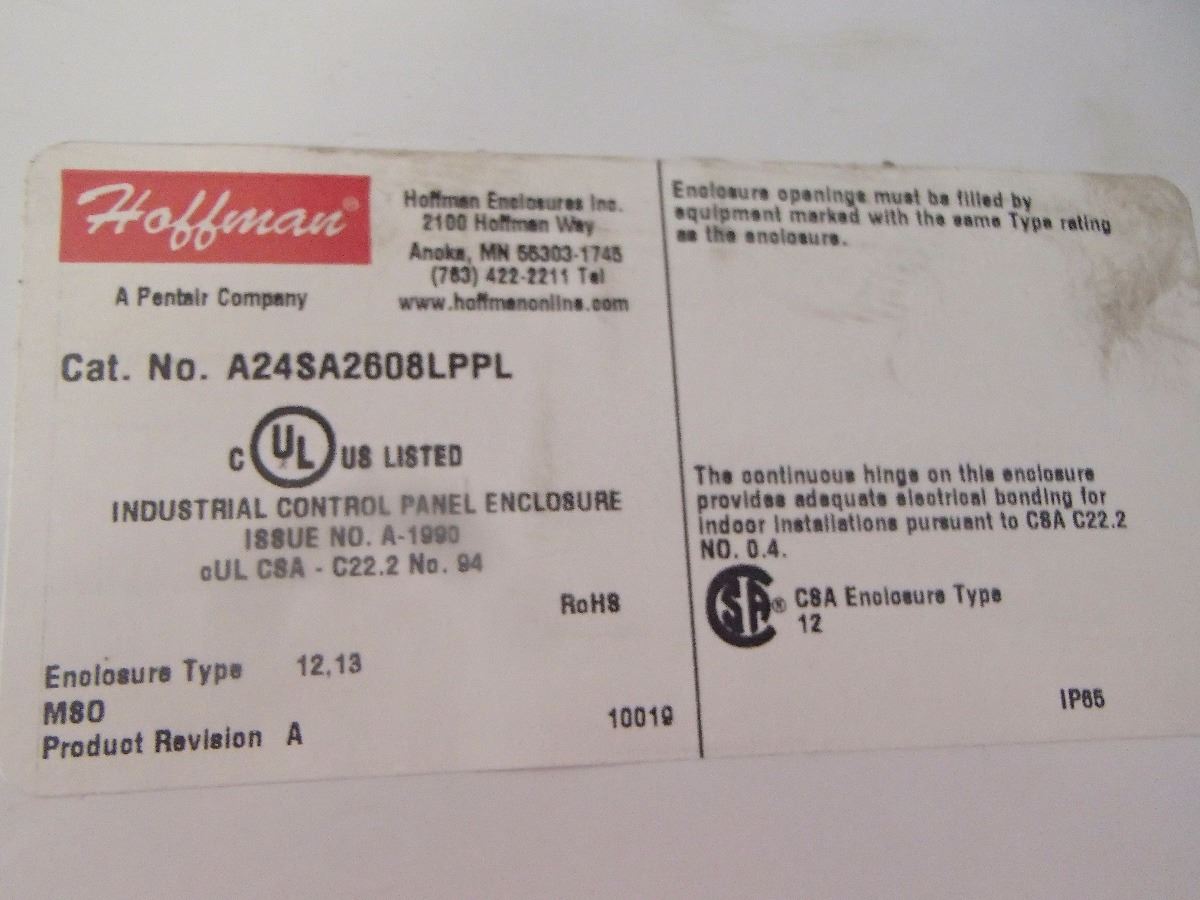 Hoffman®
A Pentair Company
Hoffman Enclosures Inc.
2100 Hoffman Way
Anoka, MN 55303-1745
(763) 422-2211 Tel
www.hoffmanonline.com
Cat. No. A24SA2608LPPL
C UL US LISTED
INDUSTRIAL CONTROL PANEL ENCLOSURE
ISSUE NO. A-1990
cUL CSA - C22.2 No. 94
RoHS
Enclosure Type 12,13
M80
Product Revision A
10019
Enclosure openings must be filled by
equipment marked with the same Type rating
as the enclosure.
The continuous hinge on this enclosure
provides adequate electrical bonding for
indoor installations pursuant to CSA C22.2
NO. 0.4.
SA® CSA Enclosure Type
12
IP65